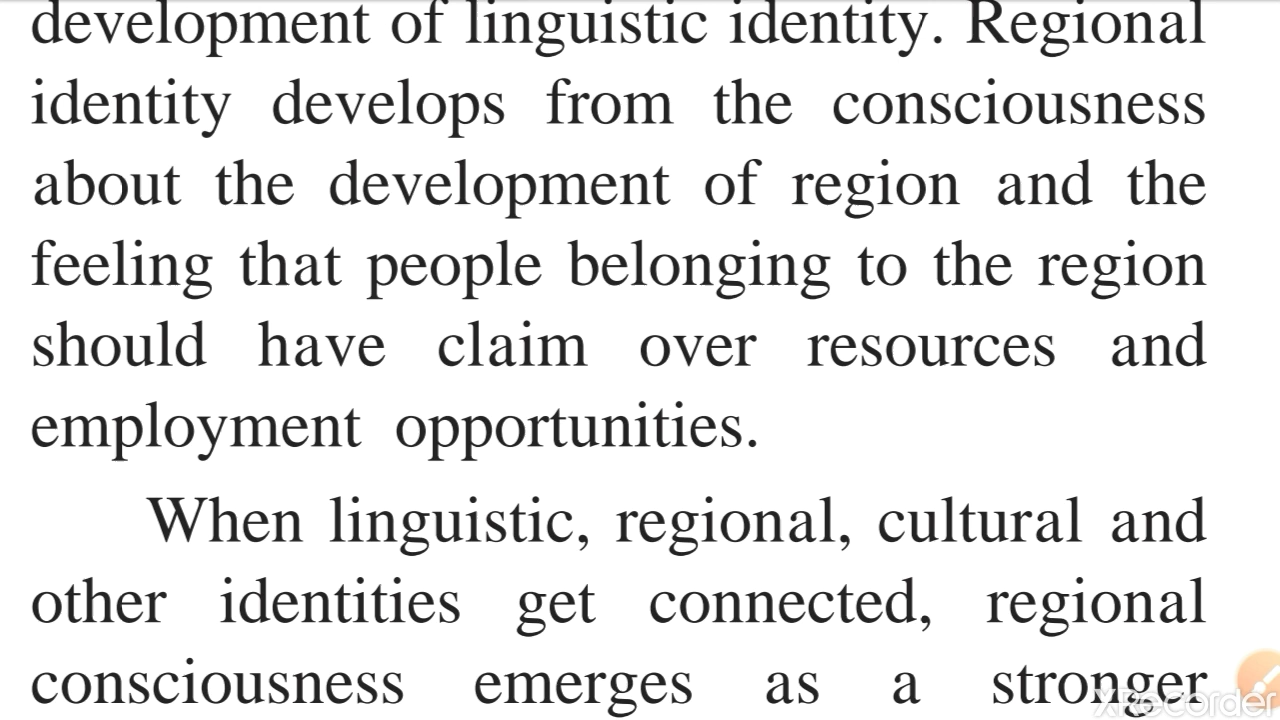 development of linguistic identity. Regional
identity develops from the consciousness
about the development of region and the
feeling that people belonging to the region
should have claim over resources and
employment opportunities.
When linguistic, regional, cultural and
other identities get connected, regional
consciousness emerges as a stronger
XRecorder